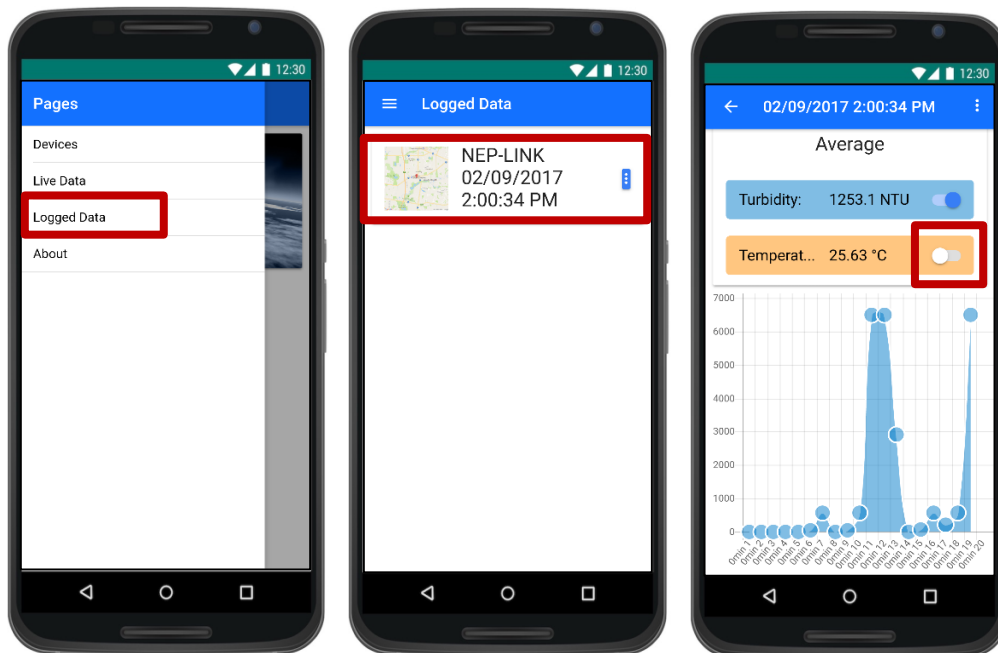 12:30
Pages
Devices
Live Data
Logged Data
About
12:30
Logged Data
NEP-LINK
02/09/2017
2:00:34 PM
12:30
02/09/2017 2:00:34 PM
Average
Turbidity: 1253.1 NTU
Temperat... 25.63 °C
7000
6000
5000
4000
3000
2000
1000
0
0min 1
0min 2
0min 3
0min 4
0min 5
0min 6
0min 7
0min 8
0min 9
0min 10
0min 11
0min 12
0min 13
0min 14
0min 15
0min 16
0min 17
0min 18
0min 19
0min 20